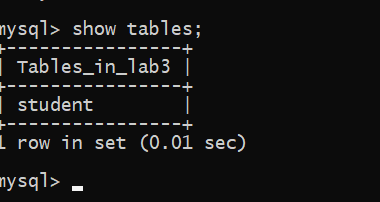 mysql> show tables;
+----------------+
| Tables_in_lab3 |
+----------------+
| student        |
+----------------+
1 row in set (0.01 sec)
mysql>